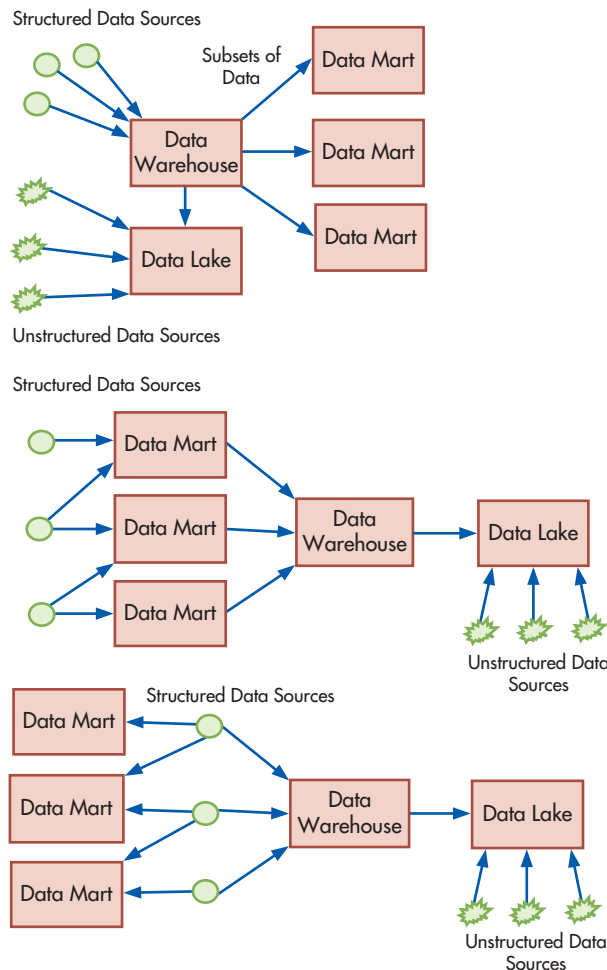 Structured Data Sources
Subsets of
Data
Data Mart
Data
Warehouse
Data Mart
Data Mart
Data Lake
Unstructured Data Sources
Structured Data Sources
Data Mart
Data Mart
Data
Warehouse
Data Lake
Data Mart
Unstructured Data
Sources
Structured Data Sources
Data Mart
Data Mart
Data
Warehouse
Data Lake
Data Mart
Unstructured Data
Sources